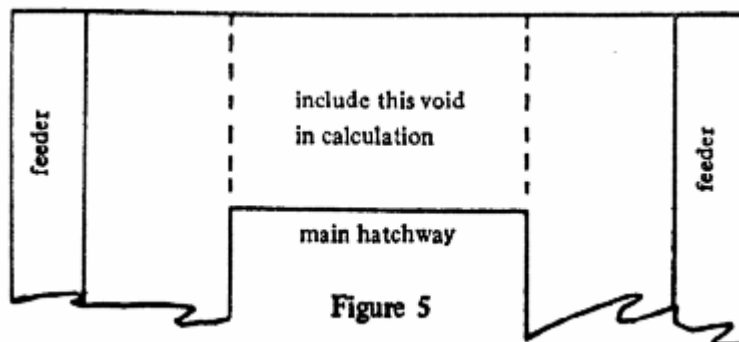 feeder
include this void
in calculation
feeder
main hatchway
Figure 5